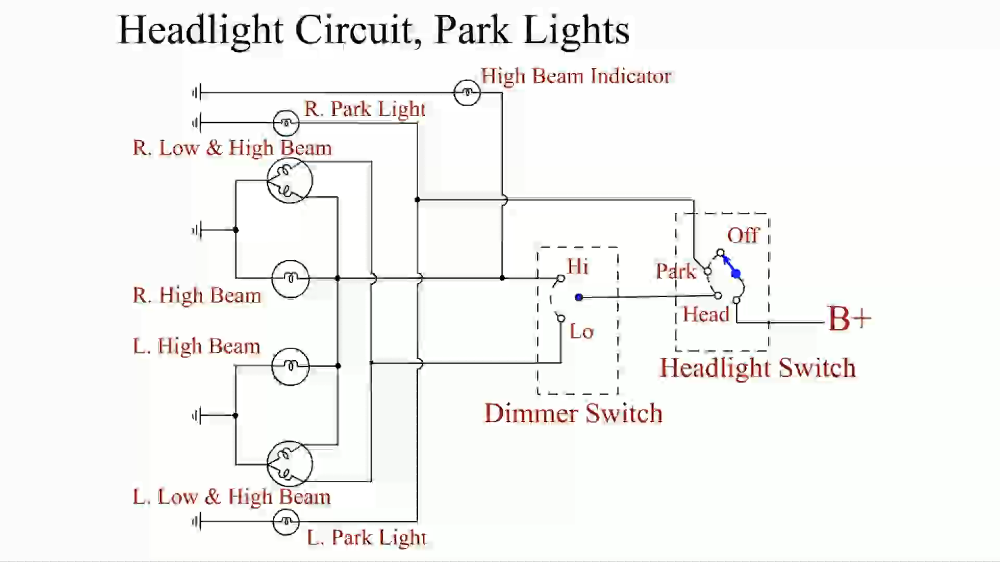 Headlight Circuit, Park Lights
High Beam Indicator
R. Park Light
R. Low & High Beam
Off
Hi
Park
R. High Beam
Head
B+
Lo
L. High Beam
Headlight Switch
Dimmer Switch
L. Low & High Beam
L. Park Light